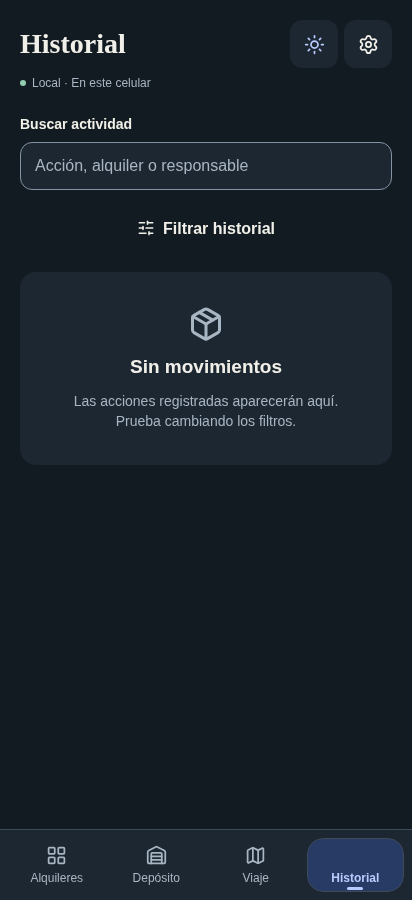 Historial
Local · En este celular
Buscar actividad
Acción, alquiler o responsable
Filtrar historial
Sin movimientos
Las acciones registradas aparecerán aquí.
Prueba cambiando los filtros.
Alquileres
Depósito
Viaje
Historial